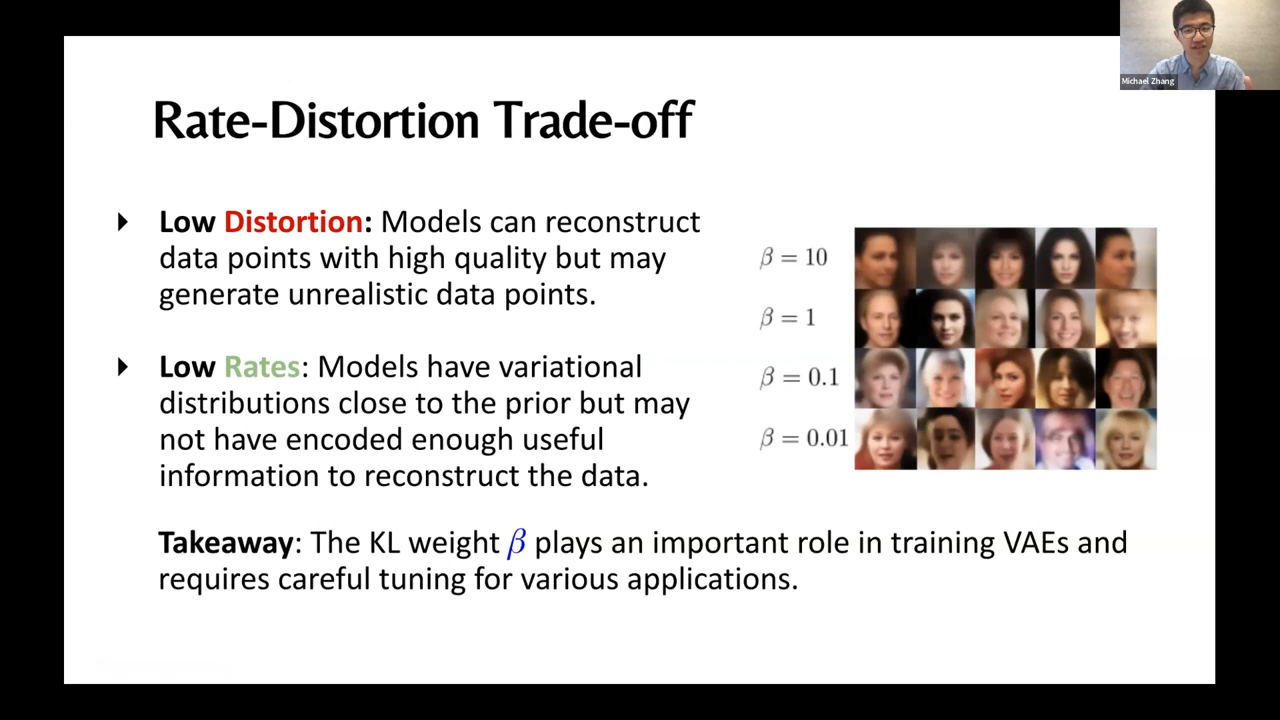 Michael Zhang
Rate-Distortion Trade-off
Low Distortion: Models can reconstruct
data points with high quality but may
generate unrealistic data points.
Low Rates: Models have variational
distributions close to the prior but may
not have encoded enough useful
information to reconstruct the data.
β = 10
β = 1
β = 0.1
β = 0.01
Takeaway: The KL weight β plays an important role in training VAEs and
requires careful tuning for various applications.